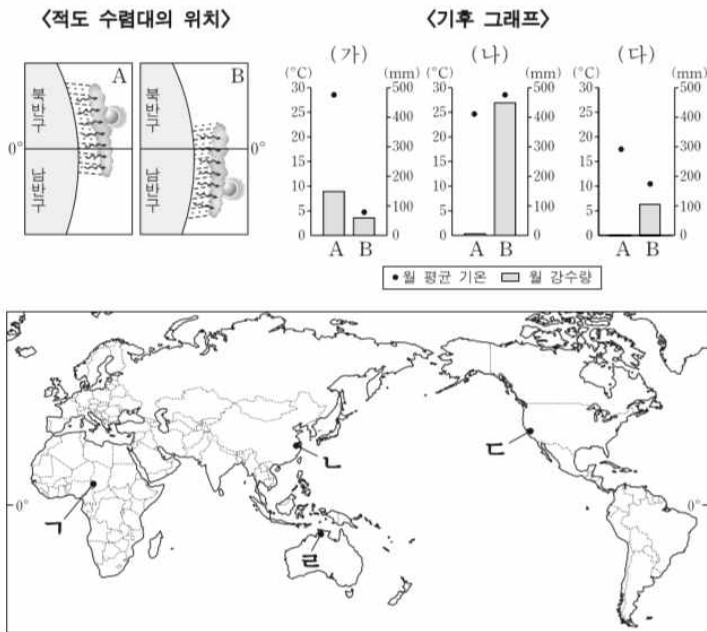 <적도 수렴대의 위치>
<기후 그래프>
A
B
북반구
북반구
0°
0°
남반구
남반구
(가)
(나)
(다)
(℃)
(mm)
(℃)
(mm)
(℃)
(mm)
30
25
20
15
10
5
0
500
400
300
200
100
0
30
25
20
15
10
5
0
500
400
300
200
100
0
30
25
20
15
10
5
0
500
400
300
200
100
0
A B
A B
A B
월 평균 기온
월 강수량
ㄱ
ㄴ
ㄷ
ㄹ
0°
0°